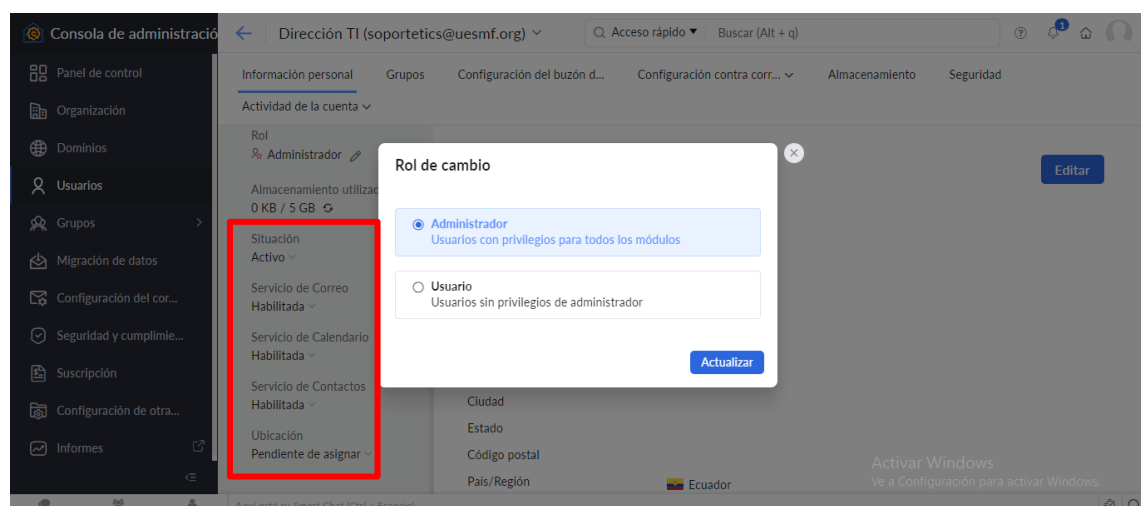 Consola de administració
Dirección TI (soportetics@uesmf.org)
Acceso rápido
Buscar (Alt + q)
1
Panel de control
Organización
Dominios
Usuarios
Grupos
Migración de datos
Configuración del cor...
Seguridad y cumplimie...
Suscripción
Configuración de otra...
Informes
Información personal
Grupos
Configuración del buzón d...
Configuración contra corr...
Almacenamiento
Seguridad
Actividad de la cuenta
Rol
Administrador
Almacenamiento utilizad
0 KB / 5 GB
Situación
Activo
Servicio de Correo
Habilitada
Servicio de Calendario
Habilitada
Servicio de Contactos
Habilitada
Ubicación
Pendiente de asignar
Editar
Rol de cambio
Administrador
Usuarios con privilegios para todos los módulos
Usuario
Usuarios sin privilegios de administrador
Actualizar
Ciudad
Estado
Código postal
País/Región
Ecuador
Activar Windows
Ve a Configuración para activar Windows.